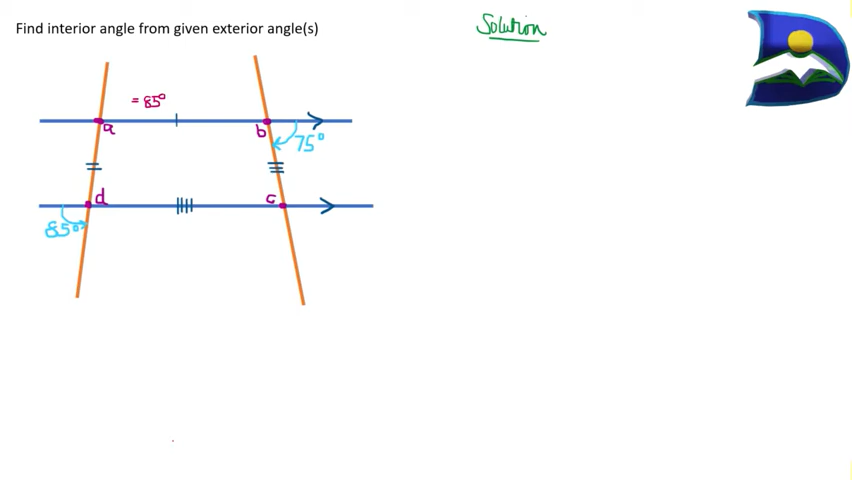 Find interior angle from given exterior angle(s)
Solution
= 85°
a
b
75°
d
c
85°